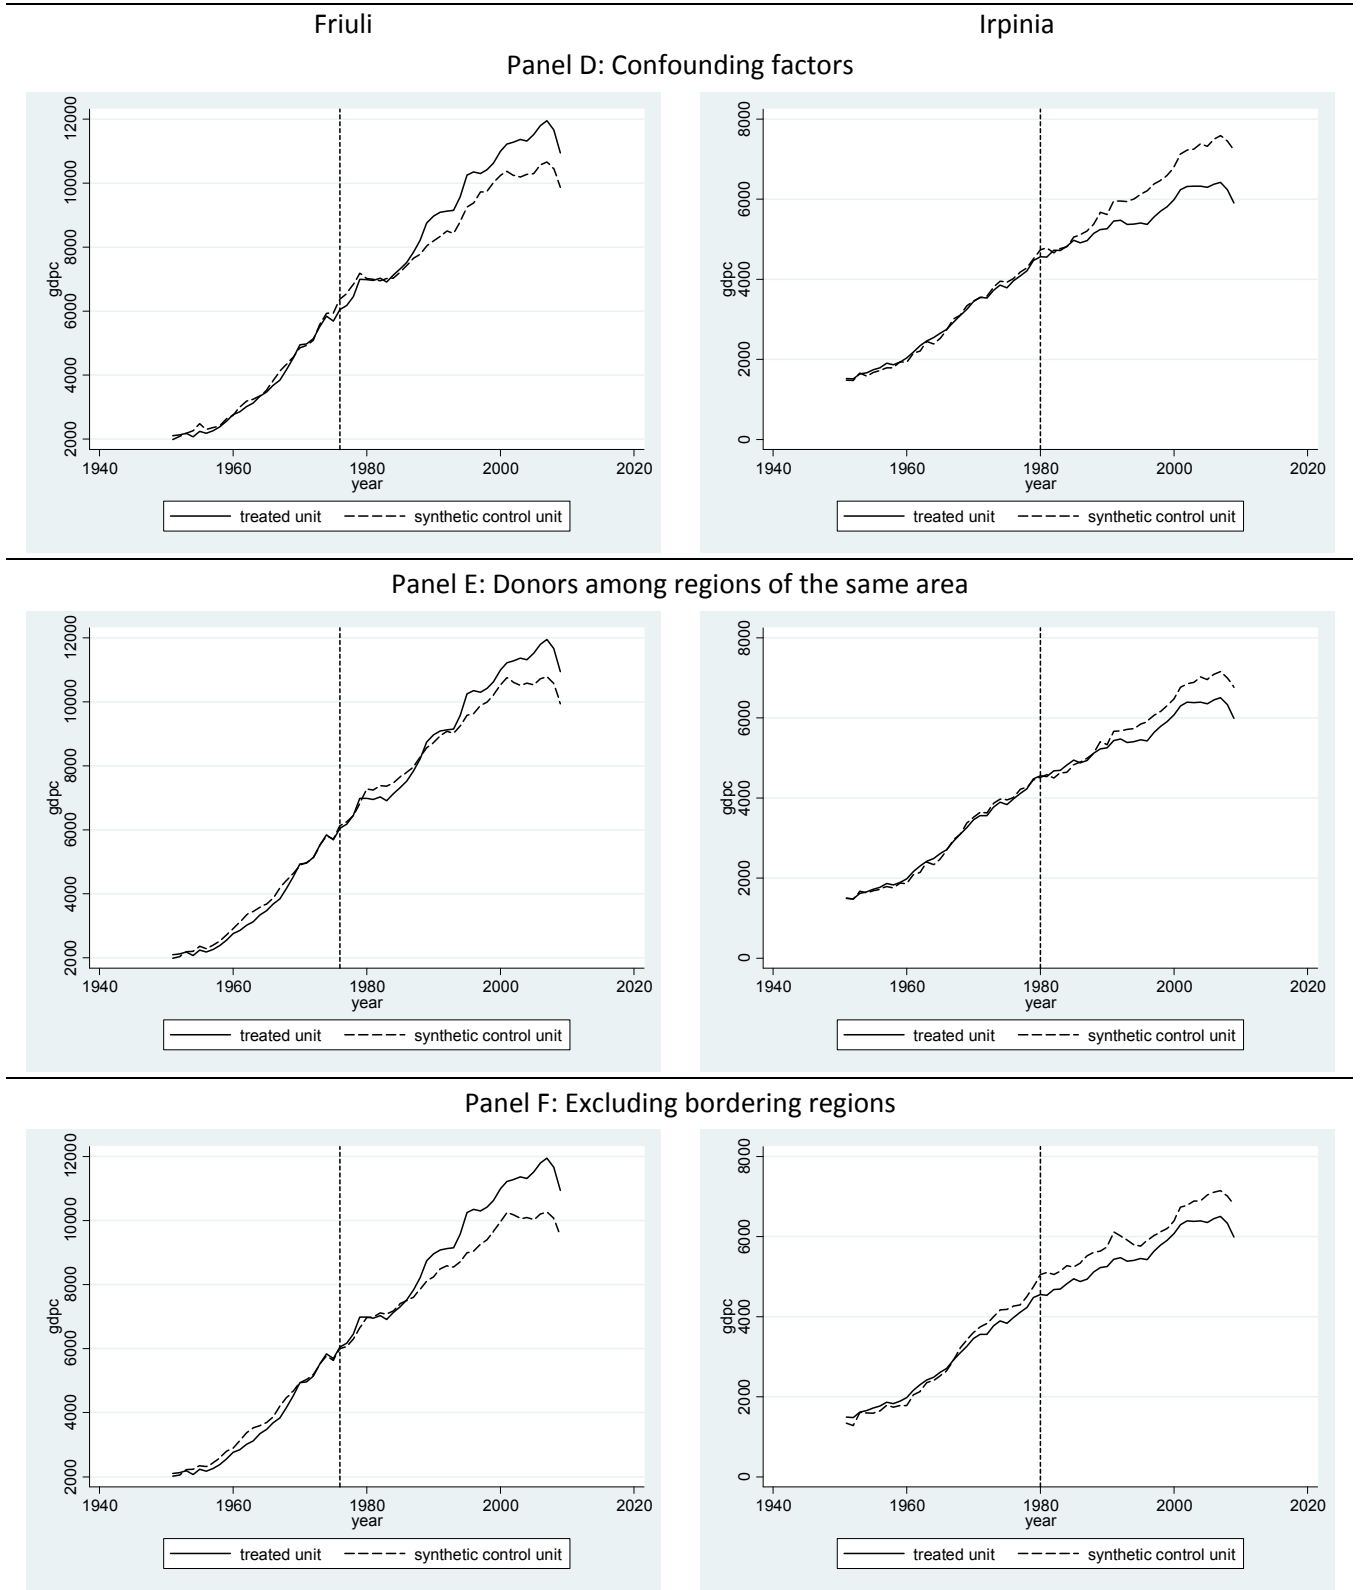 Friuli Irpinia
Panel D: Confounding factors
gdpc
12000
10000
8000
6000
4000
2000
1940 1960 1980 2000 2020
year
treated unit synthetic control unit
gdpc
8000
6000
4000
2000
0
1940 1960 1980 2000 2020
year
treated unit synthetic control unit
Panel E: Donors among regions of the same area
gdpc
12000
10000
8000
6000
4000
2000
1940 1960 1980 2000 2020
year
treated unit synthetic control unit
gdpc
8000
6000
4000
2000
0
1940 1960 1980 2000 2020
year
treated unit synthetic control unit
Panel F: Excluding bordering regions
gdpc
12000
10000
8000
6000
4000
2000
1940 1960 1980 2000 2020
year
treated unit synthetic control unit
gdpc
8000
6000
4000
2000
0
1940 1960 1980 2000 2020
year
treated unit synthetic control unit